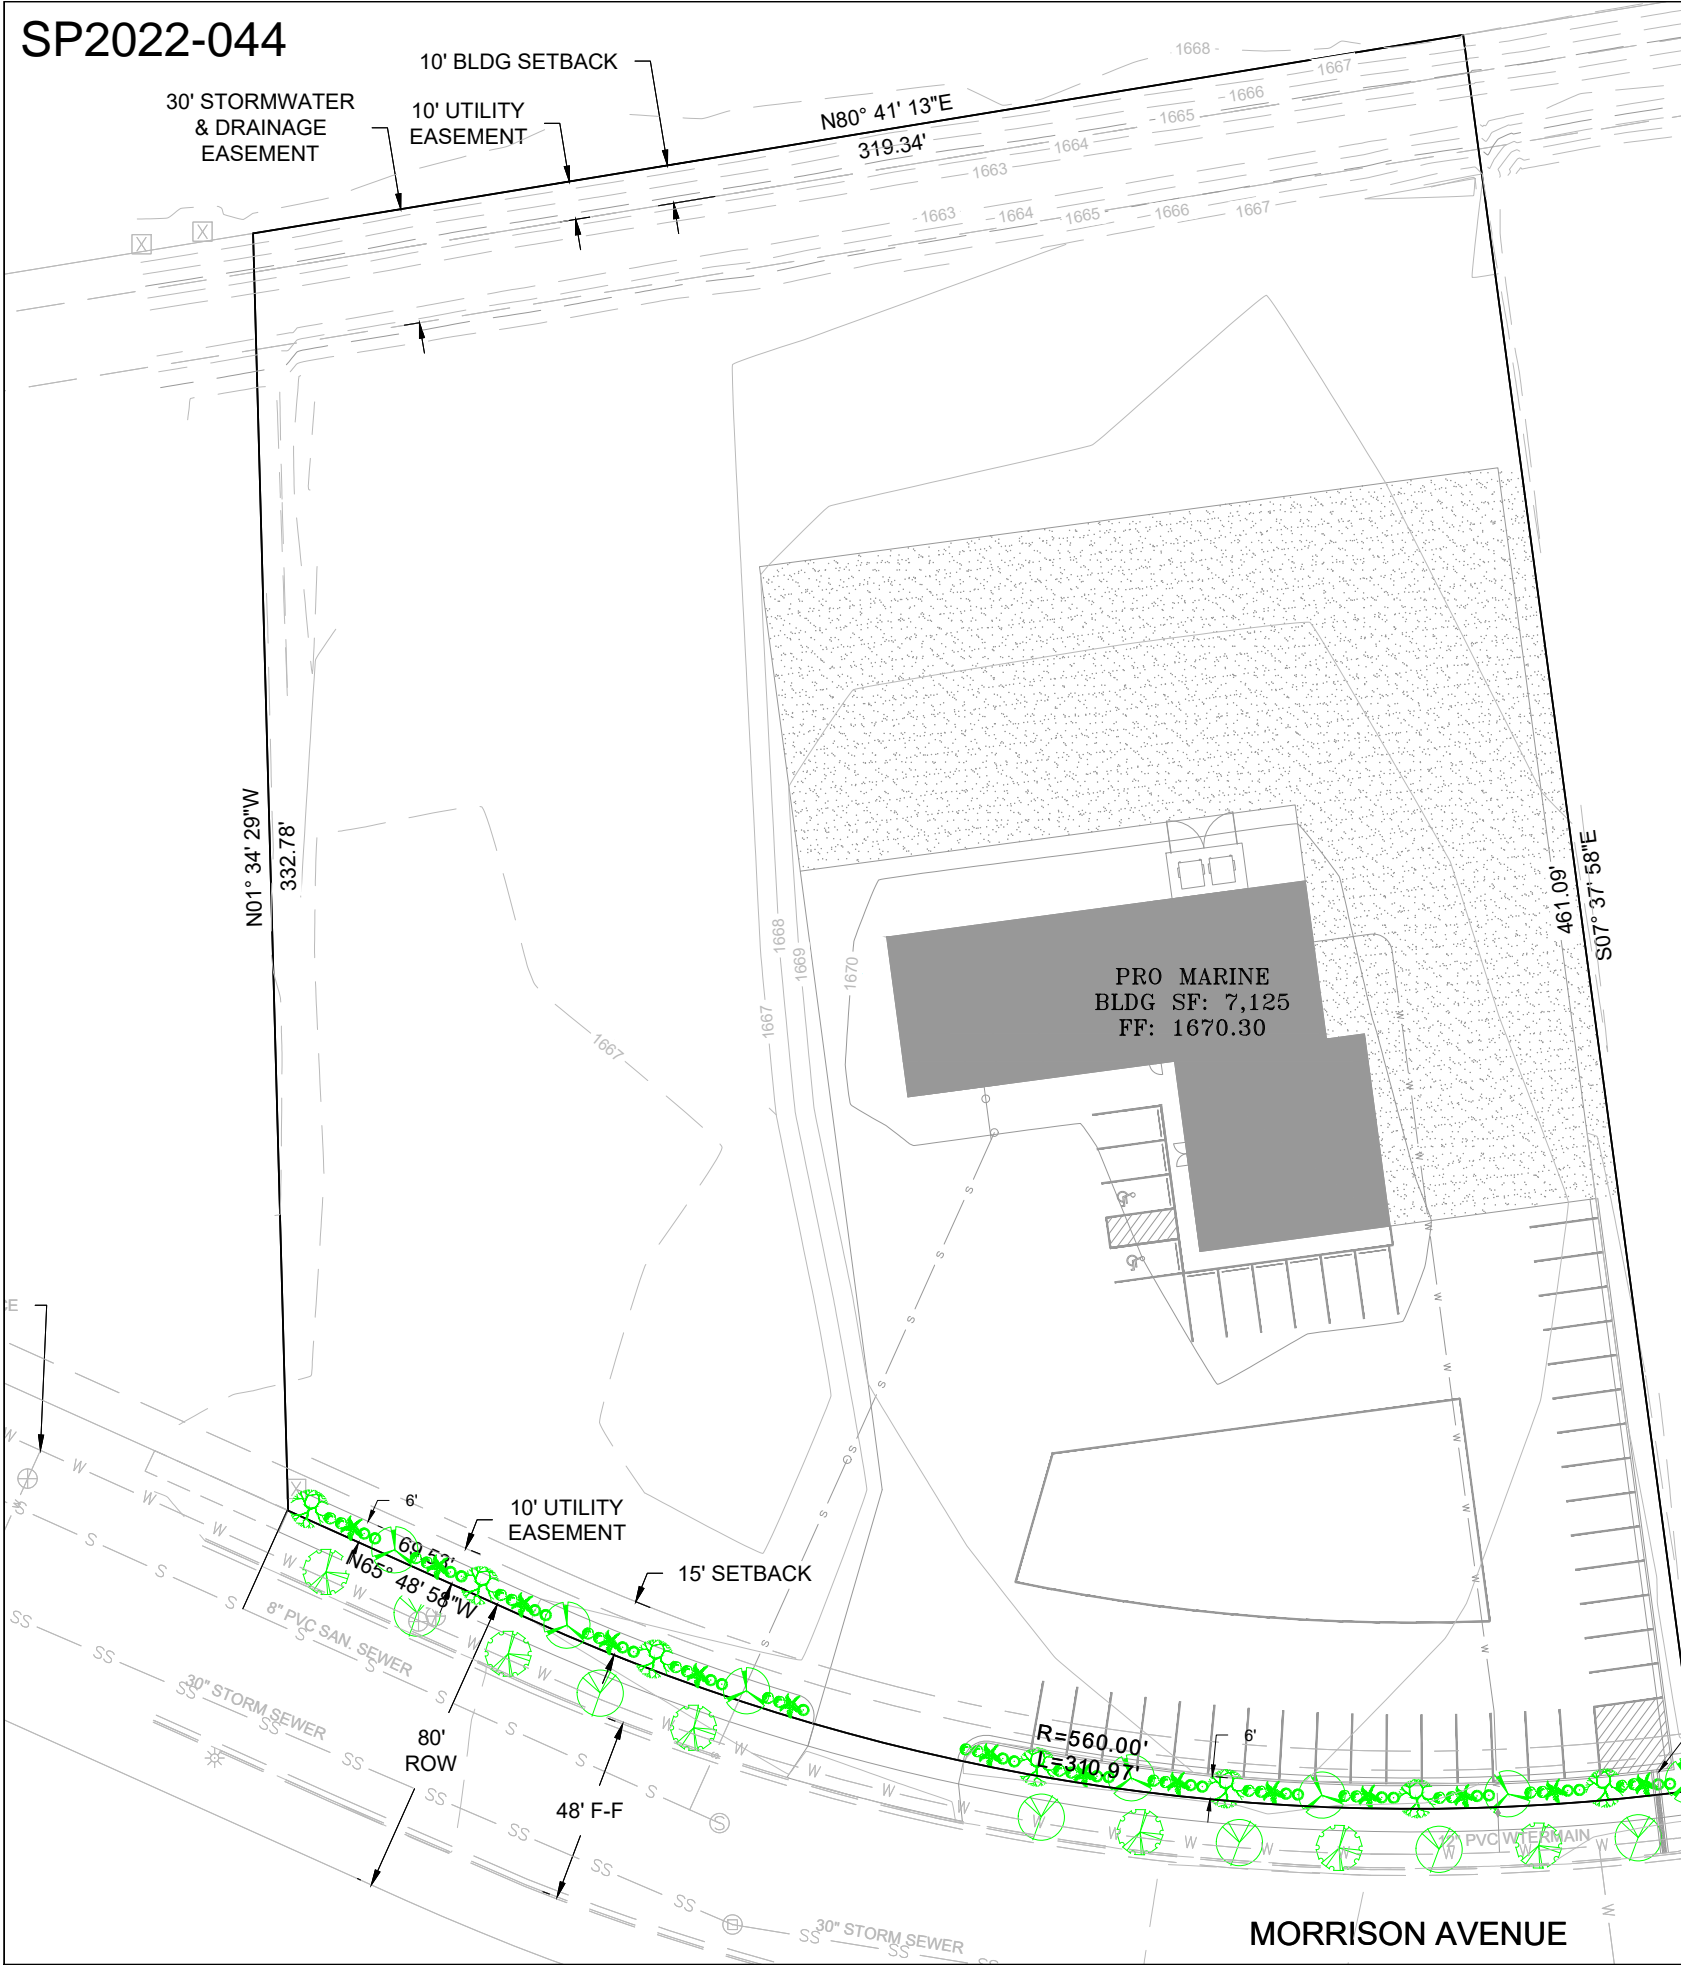 SP2022-044
10' BLDG SETBACK
30' STORMWATER
& DRAINAGE
EASEMENT
10' UTILITY
EASEMENT
N80° 41' 13"E
319.34'
1668
1667
1666
1665
1664
1663
1663
1664
1665
1666
1667
N01° 34' 29"W
332.78'
461.09'
S07° 37' 58"E
1667
1668
1669
1670
1667
PRO MARINE
BLDG SF: 7,125
FF: 1670.30
6'
10' UTILITY
EASEMENT
69.53'
N65° 48' 58"W
15' SETBACK
8" PVC SAN. SEWER
30" STORM SEWER
80'
ROW
48' F-F
R=560.00'
L=310.97'
6'
12" PVC WTERMAIN
30" STORM SEWER
MORRISON AVENUE